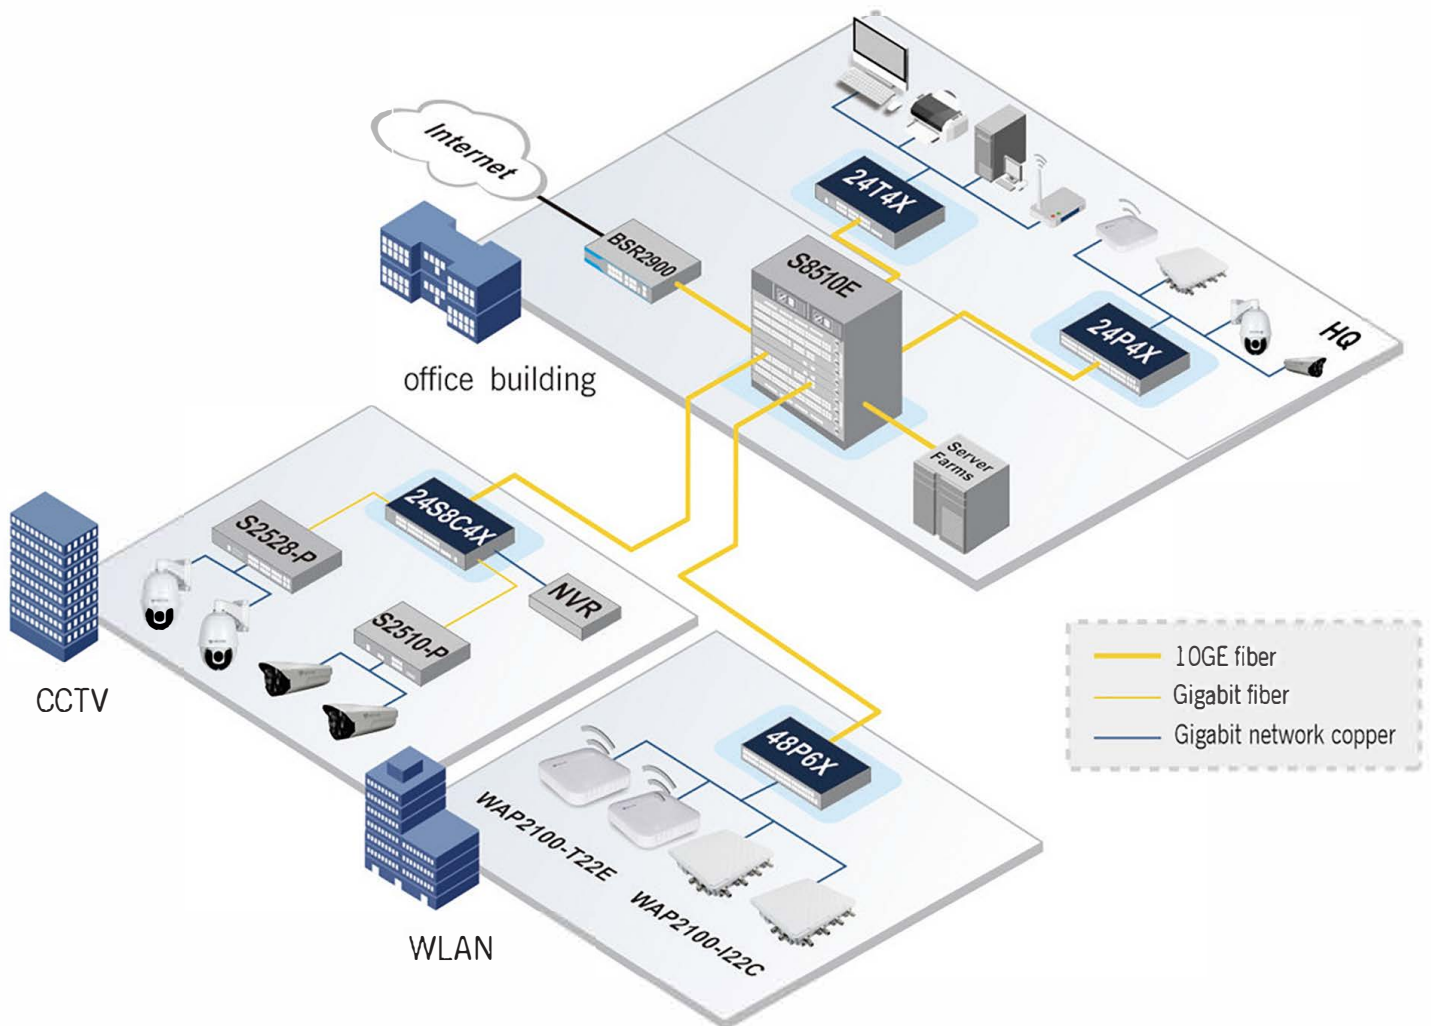 Internet
24T4X
BSR2900
S8510E
24P4X
HQ
office building
Server
Farms
24S8C4X
S2528-P
NVR
S2510-P
CCTV
10GE fiber
Gigabit fiber
Gigabit network copper
48P6X
WAP2100-T22E
WAP2100-I22C
WLAN